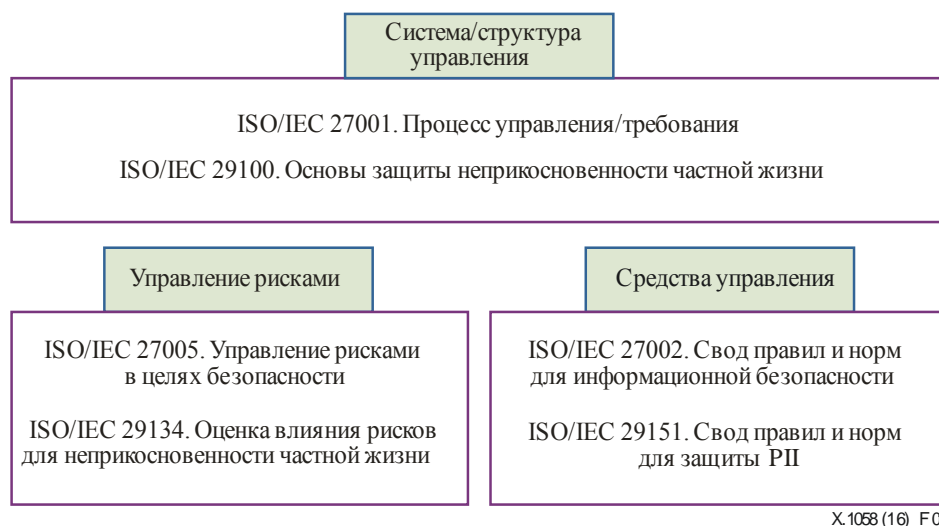 Система/структура
управления
ISO/IEC 27001. Процесс управления/требования
ISO/IEC 29100. Основы защиты неприкосновенности частной жизни
Управление рисками
ISO/IEC 27005. Управление рисками
в целях безопасности
ISO/IEC 29134. Оценка влияния рисков
для неприкосновенности частной жизни
Средства управления
ISO/IEC 27002. Свод правил и норм
для информационной безопасности
ISO/IEC 29151. Свод правил и норм
для защиты PII
X.1058(16) F0